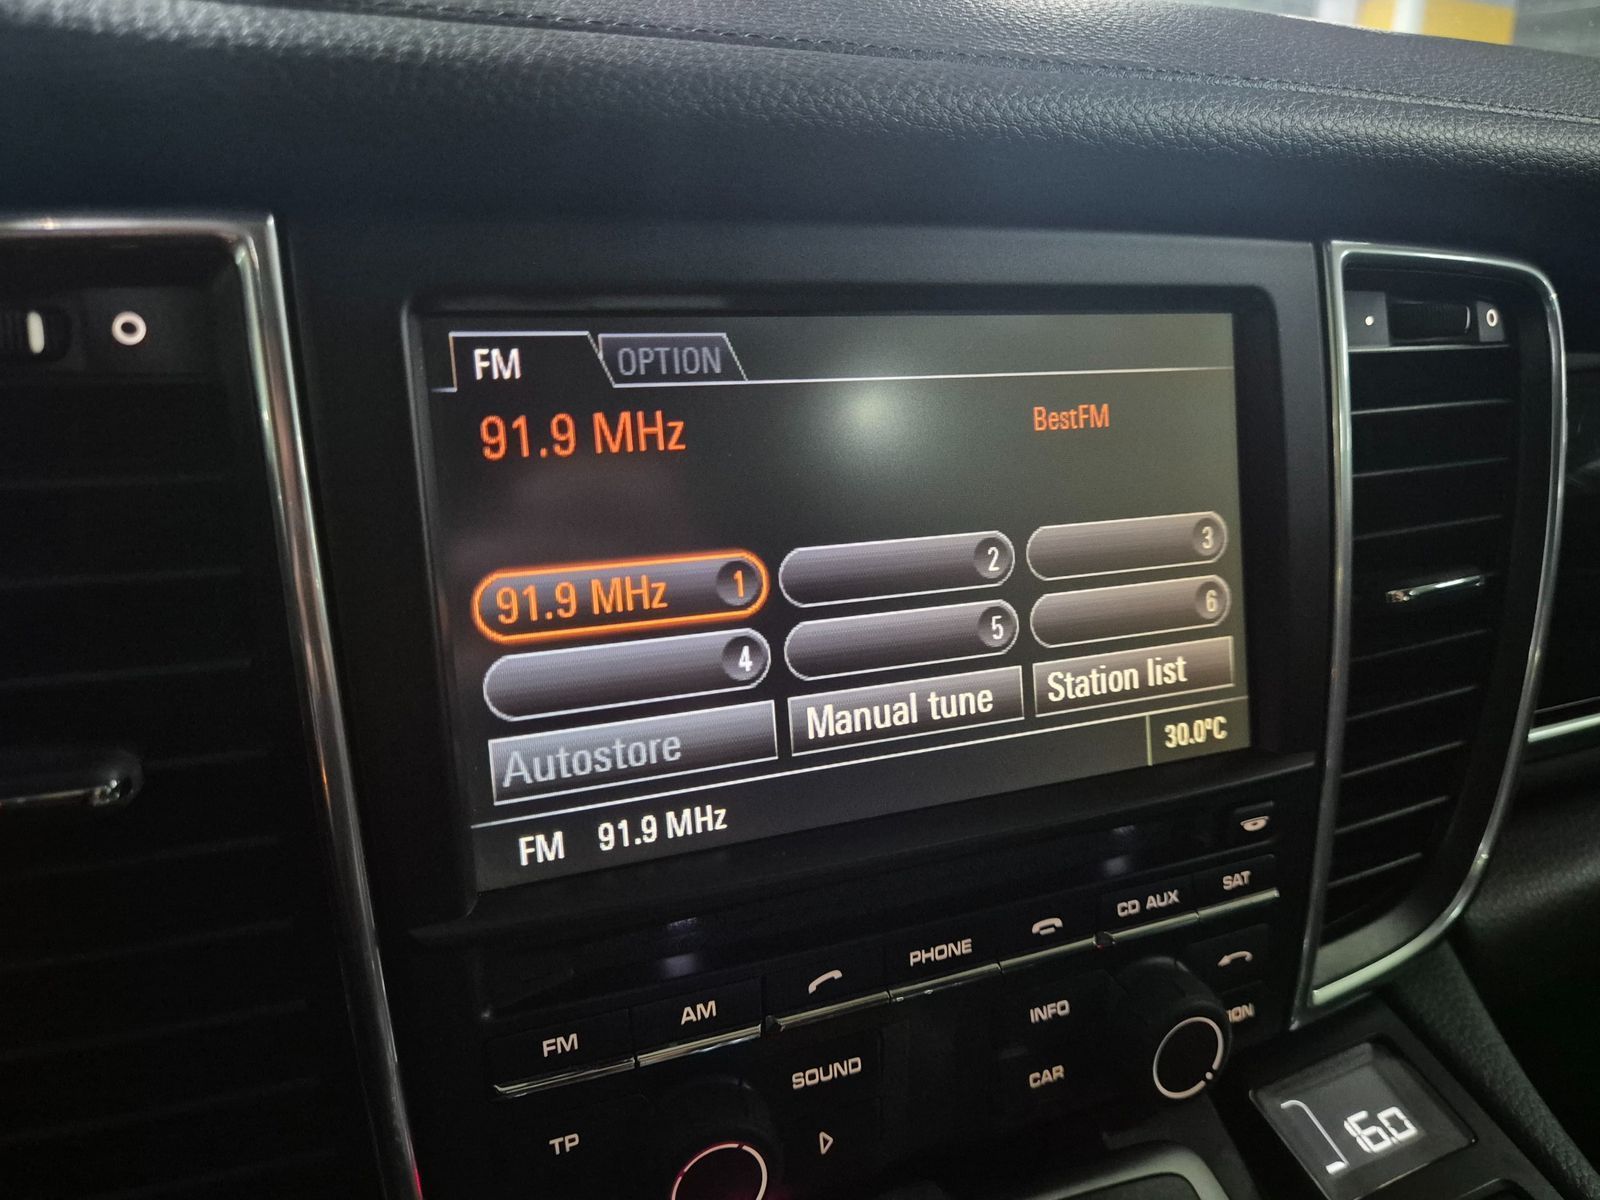 FM OPTION
91.9 MHz BestFM
91.9 MHz 1 2 3
4 5 6
Autostore Manual tune Station list
30.0°C
FM 91.9 MHz
FM AM PHONE CD AUX SAT
SOUND INFO
CAR
TP
16.0